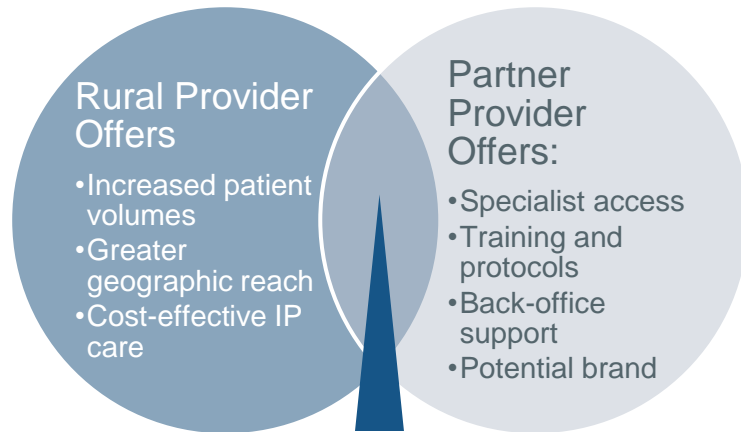 Rural Provider
Offers
•Increased patient
volumes
•Greater
geographic reach
•Cost-effective IP
care
Partner
Provider
Offers:
•Specialist access
•Training and
protocols
•Back-office
support
•Potential brand